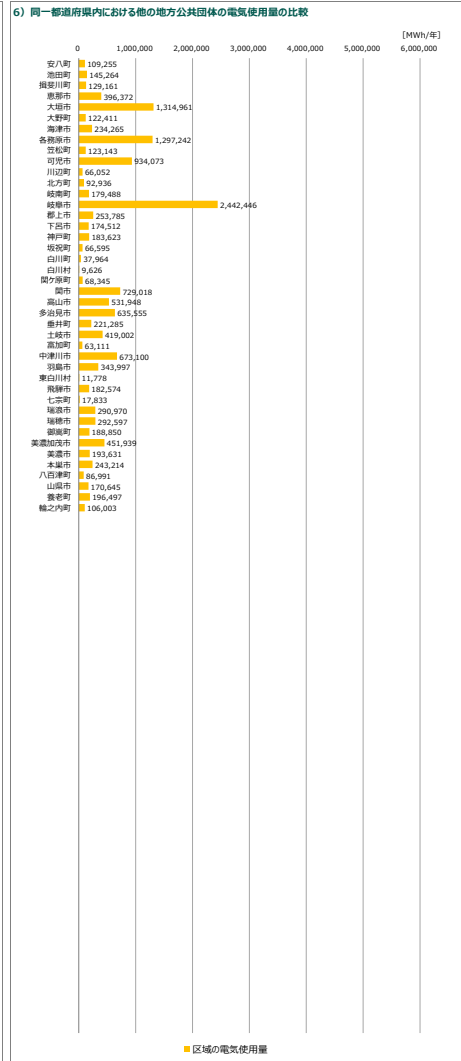 6）同一都道府県内における他の地方公共団体の電気使用量の比較
[MWh/年]
0 1,000,000 2,000,000 3,000,000 4,000,000 5,000,000 6,000,000
安八町 109,255
池田町 145,264
揖斐川町 129,161
恵那市 396,372
大垣市 1,314,961
大野町 122,411
海津市 234,265
各務原市 1,297,242
笠松町 123,143
可児市 934,073
川辺町 66,052
北方町 92,936
岐南町 179,488
岐阜市 2,442,446
郡上市 253,785
下呂市 174,512
神戸町 183,623
坂祝町 66,595
白川町 37,964
白川村 9,626
関ケ原町 68,345
関市 729,018
高山市 531,948
多治見市 635,555
垂井町 221,285
土岐市 419,002
富加町 63,111
中津川市 673,100
羽島市 343,997
東白川村 11,778
飛騨市 182,574
七宗町 17,833
瑞浪市 290,970
瑞穂市 292,597
御嵩町 188,850
美濃加茂市 451,939
美濃市 193,631
本巣市 243,214
八百津町 86,991
山県市 170,645
養老町 196,497
輪之内町 106,003
区域の電気使用量